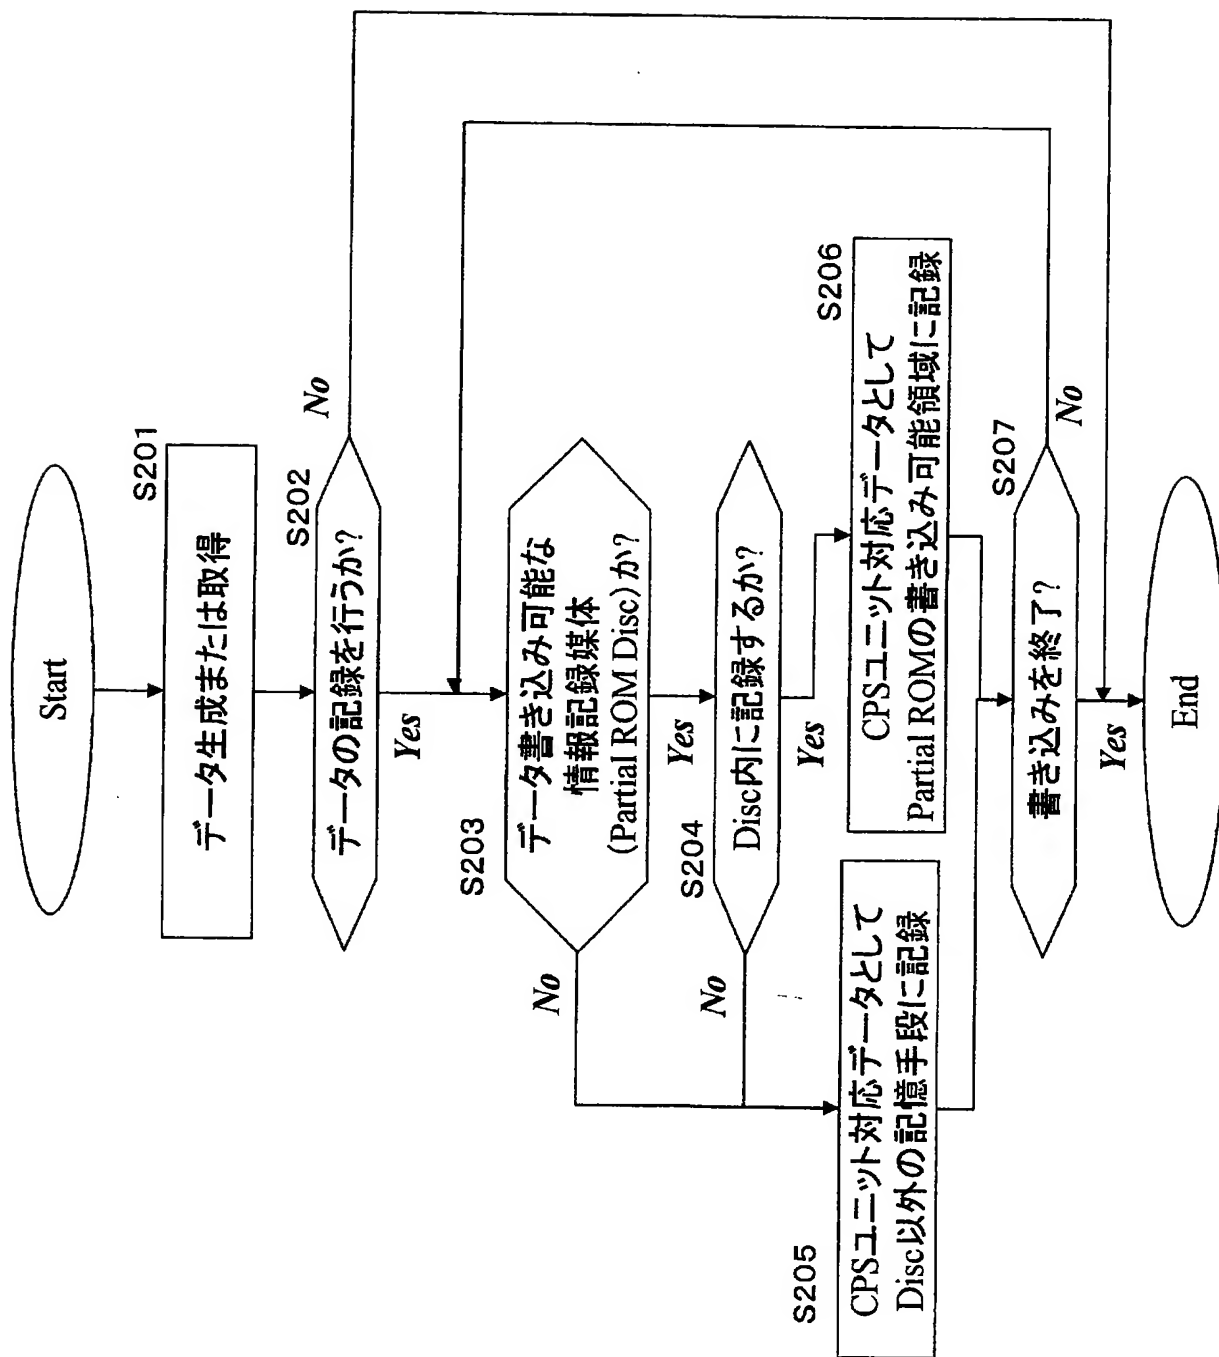 Start
S201
データ生成または取得
S202
データの記録を行うか?
No
Yes
S203
データ書き込み可能な
情報記録媒体
(Partial ROM Disc)か?
No
Yes
S204
Disc内に記録するか?
No
Yes
S205
CPSユニット対応データとして
Disc以外の記憶手段に記録
S206
CPSユニット対応データとして
Partial ROMの書き込み可能領域に記録
S207
書き込みを終了?
No
Yes
End